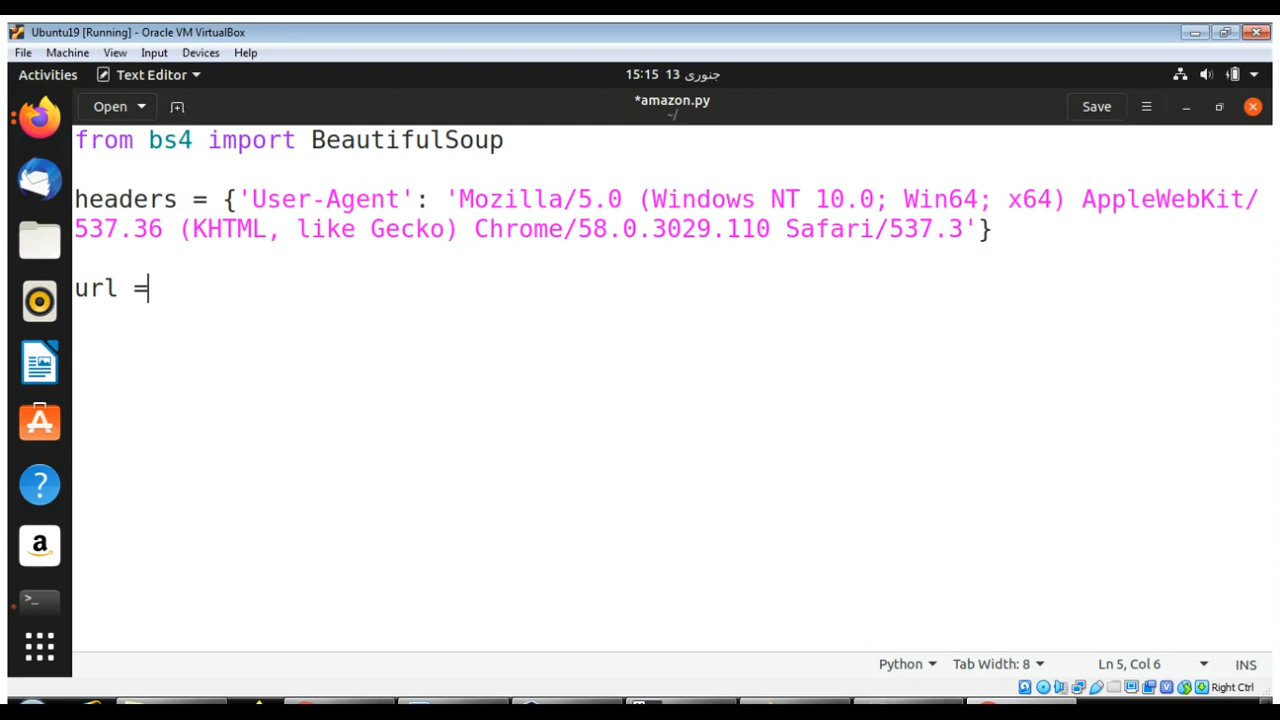 Ubuntu19 [Running] - Oracle VM VirtualBox
File Machine View Input Devices Help
Activities Text Editor 15:15 13 جنوری
Open *amazon.py Save
~/
from bs4 import BeautifulSoup
headers = {'User-Agent': 'Mozilla/5.0 (Windows NT 10.0; Win64; x64) AppleWebKit/
537.36 (KHTML, like Gecko) Chrome/58.0.3029.110 Safari/537.3'}
url =
Python Tab Width: 8 Ln 5, Col 6 INS
Right Ctrl